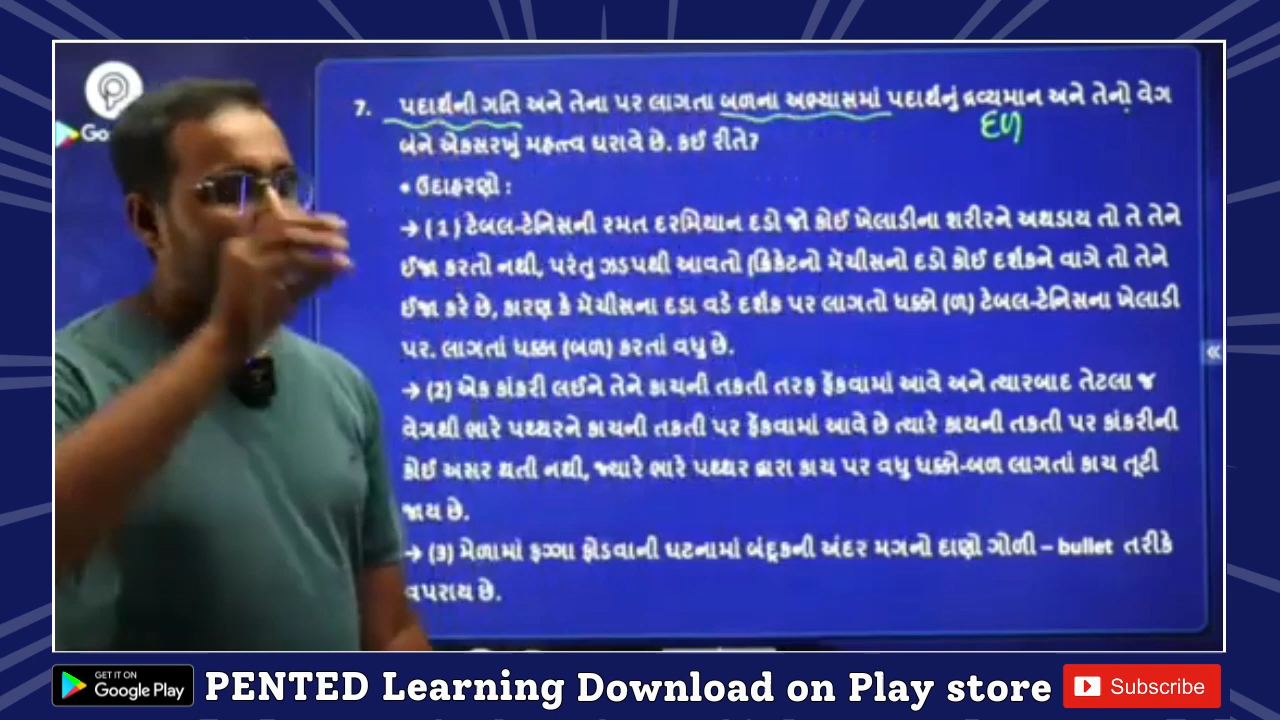 Go
7. પદાર્થની ગતિ અને તેના પર લાગતા બળના અભ્યાસમાં પદાર્થનું દ્રવ્યમાન અને તેનો વેગ
દળ
બંને એકસરખું મહત્ત્વ ધરાવે છે. કઈ રીતે?
• ઉદાહરણો :
→ (1) ટેબલ-ટેનિસની રમત દરમિયાન દડો જો કોઈ ખેલાડીના શરીરને અથડાય તો તે તેને
ઈજા કરતો નથી, પરંતુ ઝડપથી આવતો (ક્રિકેટનો મૅચીસનો દડો કોઈ દર્શકને વાગે તો તેને
ઈજા કરે છે, કારણ કે મૅચીસના દડા વડે દર્શક પર લાગતો ધક્કો (ળ) ટેબલ-ટેનિસના ખેલાડી
પર. લાગતાં ધક્કા (બળ) કરતાં વધુ છે.
→ (2) એક કાંકરી લઈને તેને કાચની તકતી તરફ ફેંકવામાં આવે અને ત્યારબાદ તેટલા જ
વેગથી ભારે પથ્થરને કાચની તકતી પર ફેંકવામાં આવે છે ત્યારે કાચની તકતી પર કાંકરીની
કોઈ અસર થતી નથી, જ્યારે ભારે પથ્થર દ્વારા કાચ પર વધુ ધક્કો-બળ લાગતાં કાચ તૂટી
જાય છે.
→ (3) મેળામાં ફુગ્ગા ફોડવાની ઘટનામાં બંદૂકની અંદર મગનો દાણો ગોળી – bullet તરીકે
વપરાય છે.
«
GET IT ON
Google Play
PENTED Learning Download on Play store
Subscribe